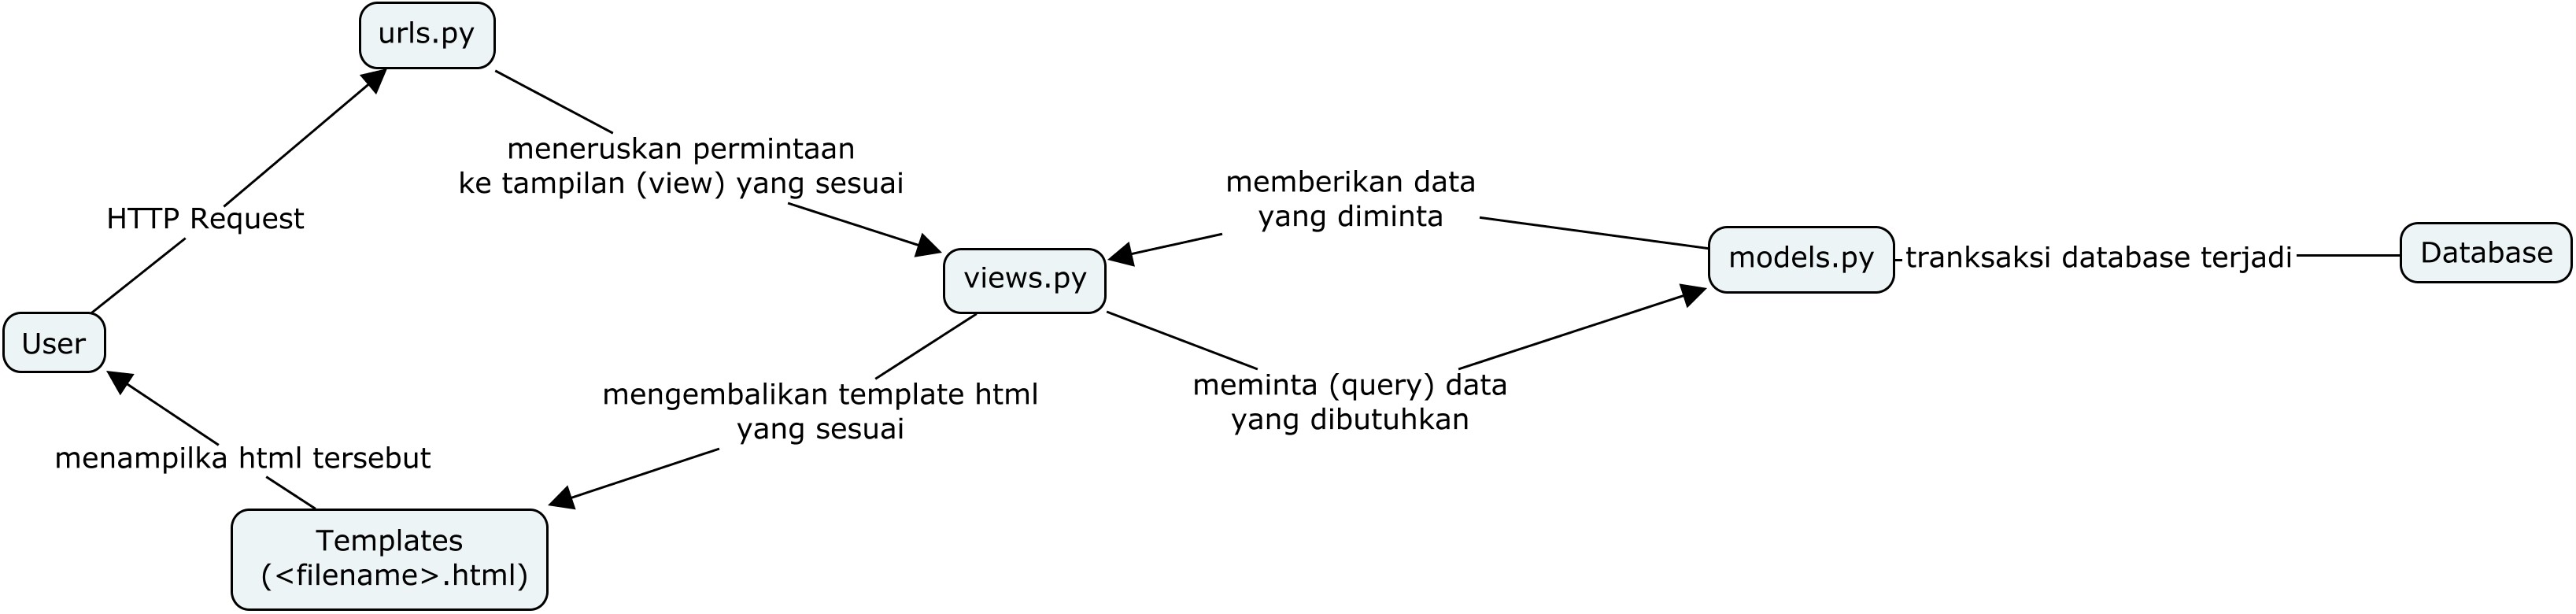 urls.py
meneruskan permintaan
ke tampilan (view) yang sesuai
HTTP Request
memberikan data
yang diminta
models.py
tranksaksi database terjadi
Database
views.py
User
mengembalikan template html
yang sesuai
meminta (query) data
yang dibutuhkan
menampilka html tersebut
Templates
(<filename>.html)